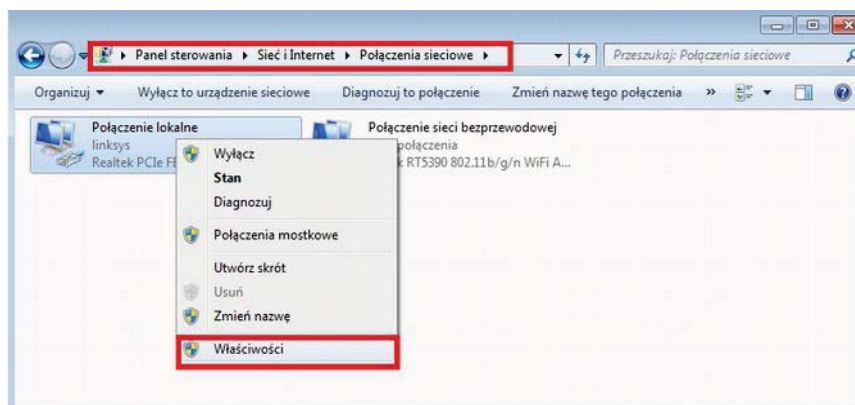 Panel sterowania Sieć i Internet Połączenia sieciowe
Przeszukaj: Połączenia sieciowe
Organizuj Wyłącz to urządzenie sieciowe Diagnozuj to połączenie Zmień nazwę tego połączenia »
Połączenie lokalne
linksys
Realtek PCIe
Połączenie sieci bezprzewodowej
połączenia
RT5390 802.11b/g/n WiFi A...
Wyłącz
Stan
Diagnozuj
Połączenia mostkowe
Utwórz skrót
Usuń
Zmień nazwę
Właściwości